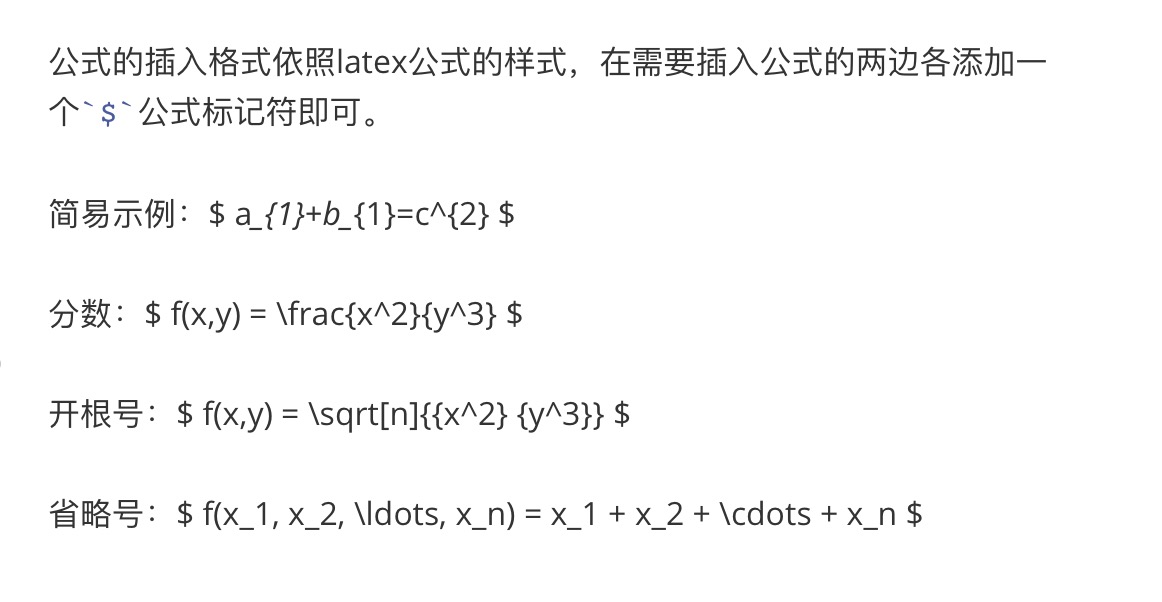 公式的插入格式依照latex公式的样式，在需要插入公式的两边各添加一
个`$`公式标记符即可。
简易示例：$ a_{1}+b_{1}=c^{2} $
分数：$ f(x,y) = \frac{x^2}{y^3} $
开根号：$ f(x,y) = \sqrt[n]{{x^2} {y^3}} $
省略号：$ f(x_1, x_2, \ldots, x_n) = x_1 + x_2 + \cdots + x_n $